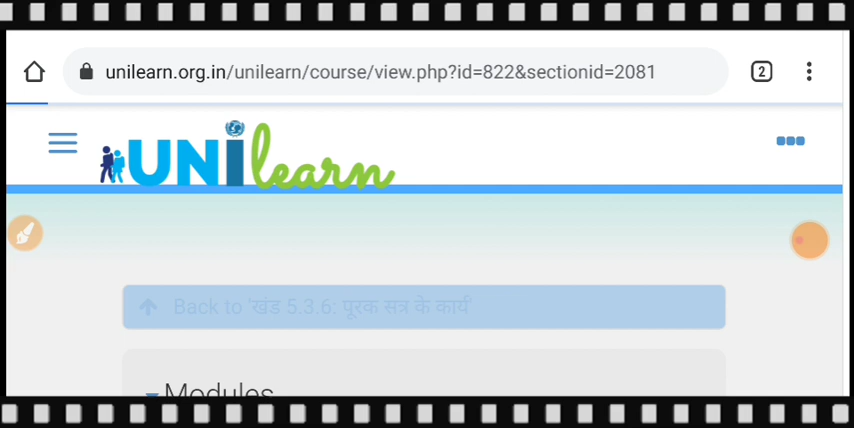 unilearn.org.in/unilearn/course/view.php?id=822&sectionid=2081
2
UNIlearn
Back to 'खंड 5.3.6: पूरक सत्र के कार्य'
Modules